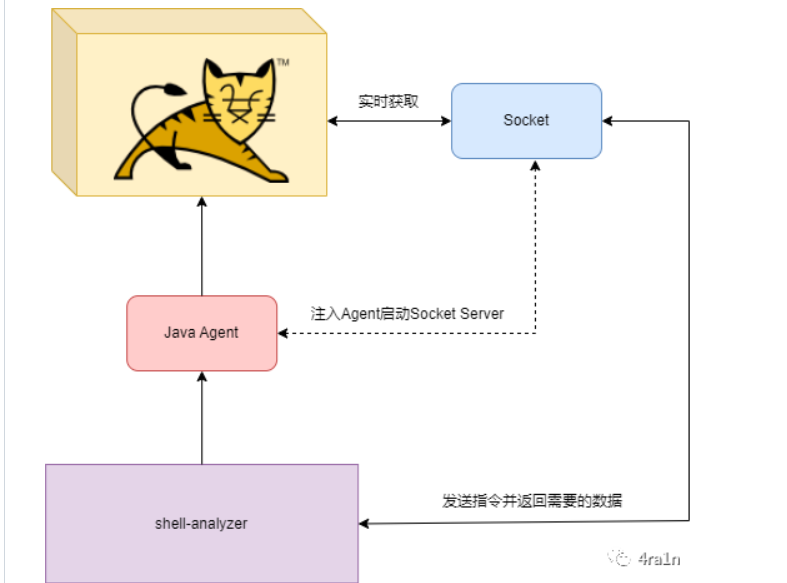 TM
实时获取
Socket
注入Agent启动Socket Server
Java Agent
发送指令并返回需要的数据
shell-analyzer
4ra1n